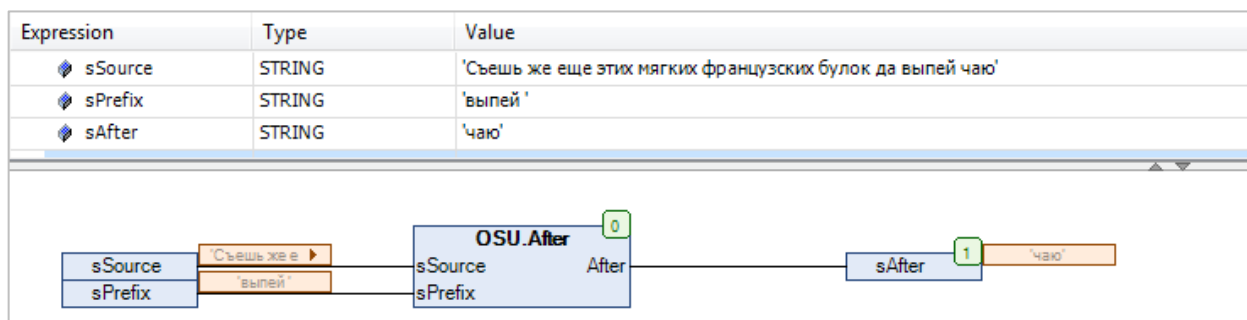 Expression Type Value
sSource STRING 'Съешь же еще этих мягких французских булок да выпей чаю'
sPrefix STRING 'выпей '
sAfter STRING 'чаю'
OSU.After 0
sSource 'Съешь же е sSource After sAfter 1 'чаю'
sPrefix 'выпей ' sPrefix